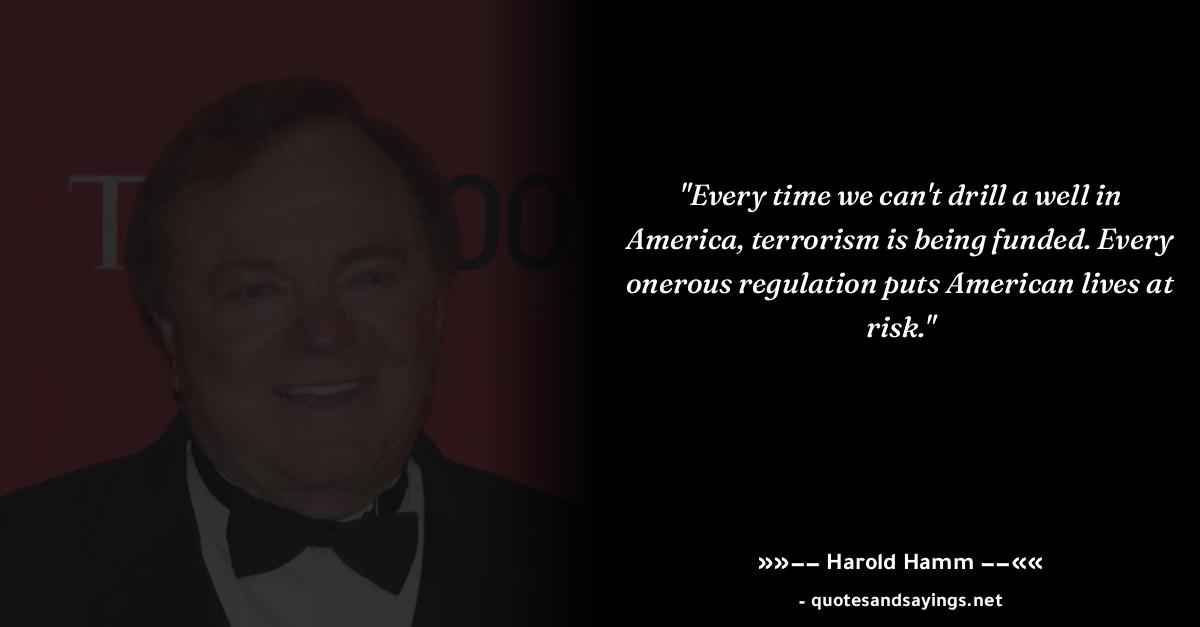 T 00
"Every time we can't drill a well in
America, terrorism is being funded. Every
onerous regulation puts American lives at
risk."
»»−− Harold Hamm −−««
- quotesandsayings.net